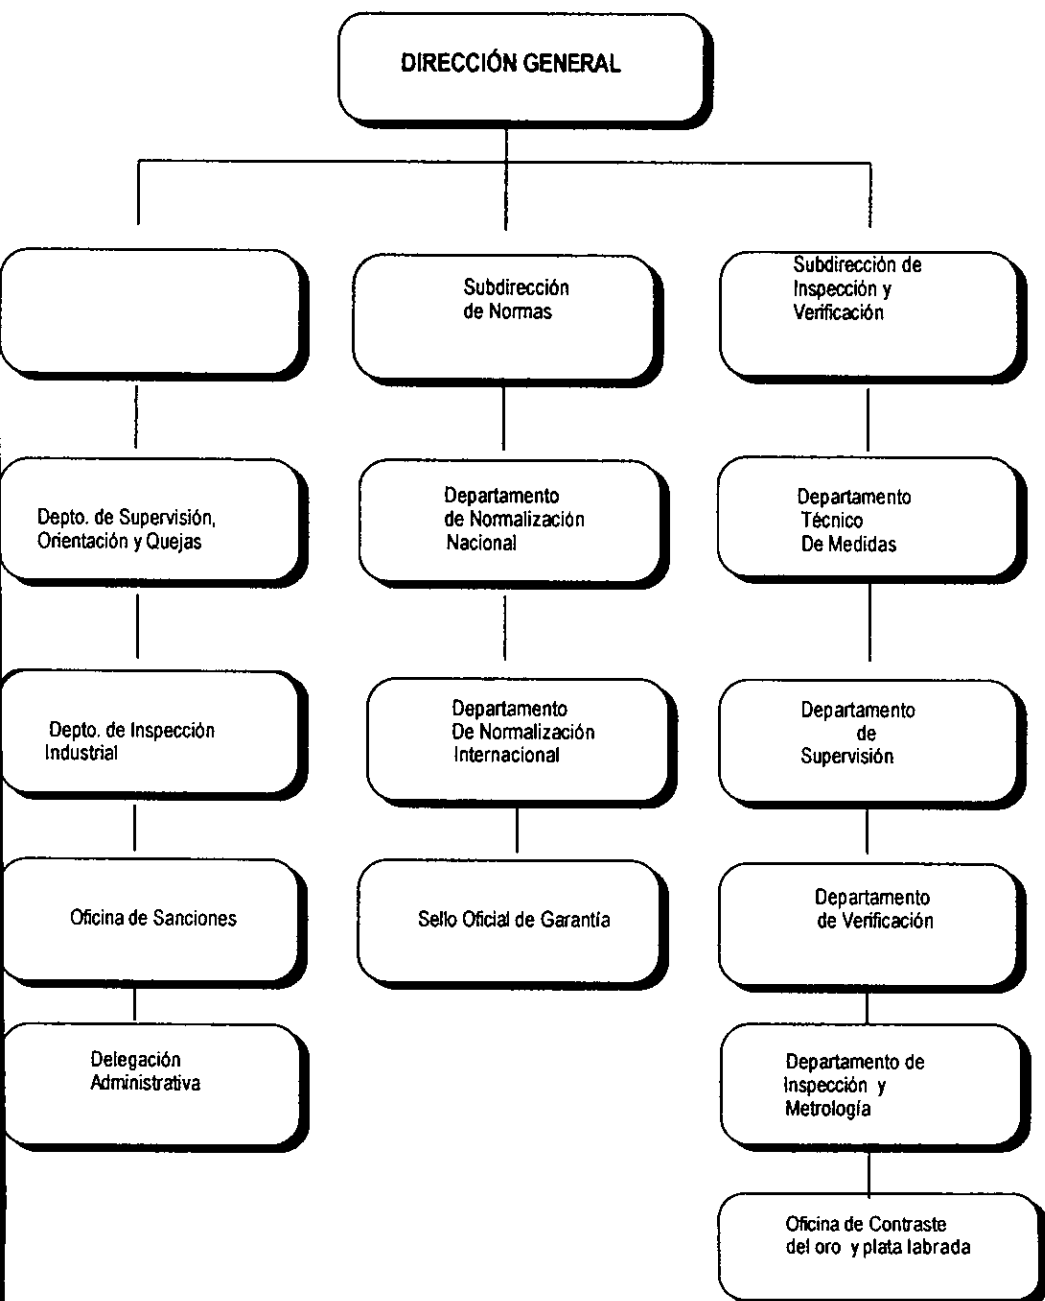 DIRECCIÓN GENERAL
Subdirección
de Normas
Subdirección de
Inspección y
Verificación
Depto. de Supervisión,
Orientación y Quejas
Departamento
de Normalización
Nacional
Departamento
Técnico
De Medidas
Depto. de Inspección
Industrial
Departamento
De Normalización
Internacional
Departamento
de
Supervisión
Oficina de Sanciones
Sello Oficial de Garantía
Departamento
de Verificación
Delegación
Administrativa
Departamento de
Inspección y
Metrología
Oficina de Contraste
del oro y plata labrada